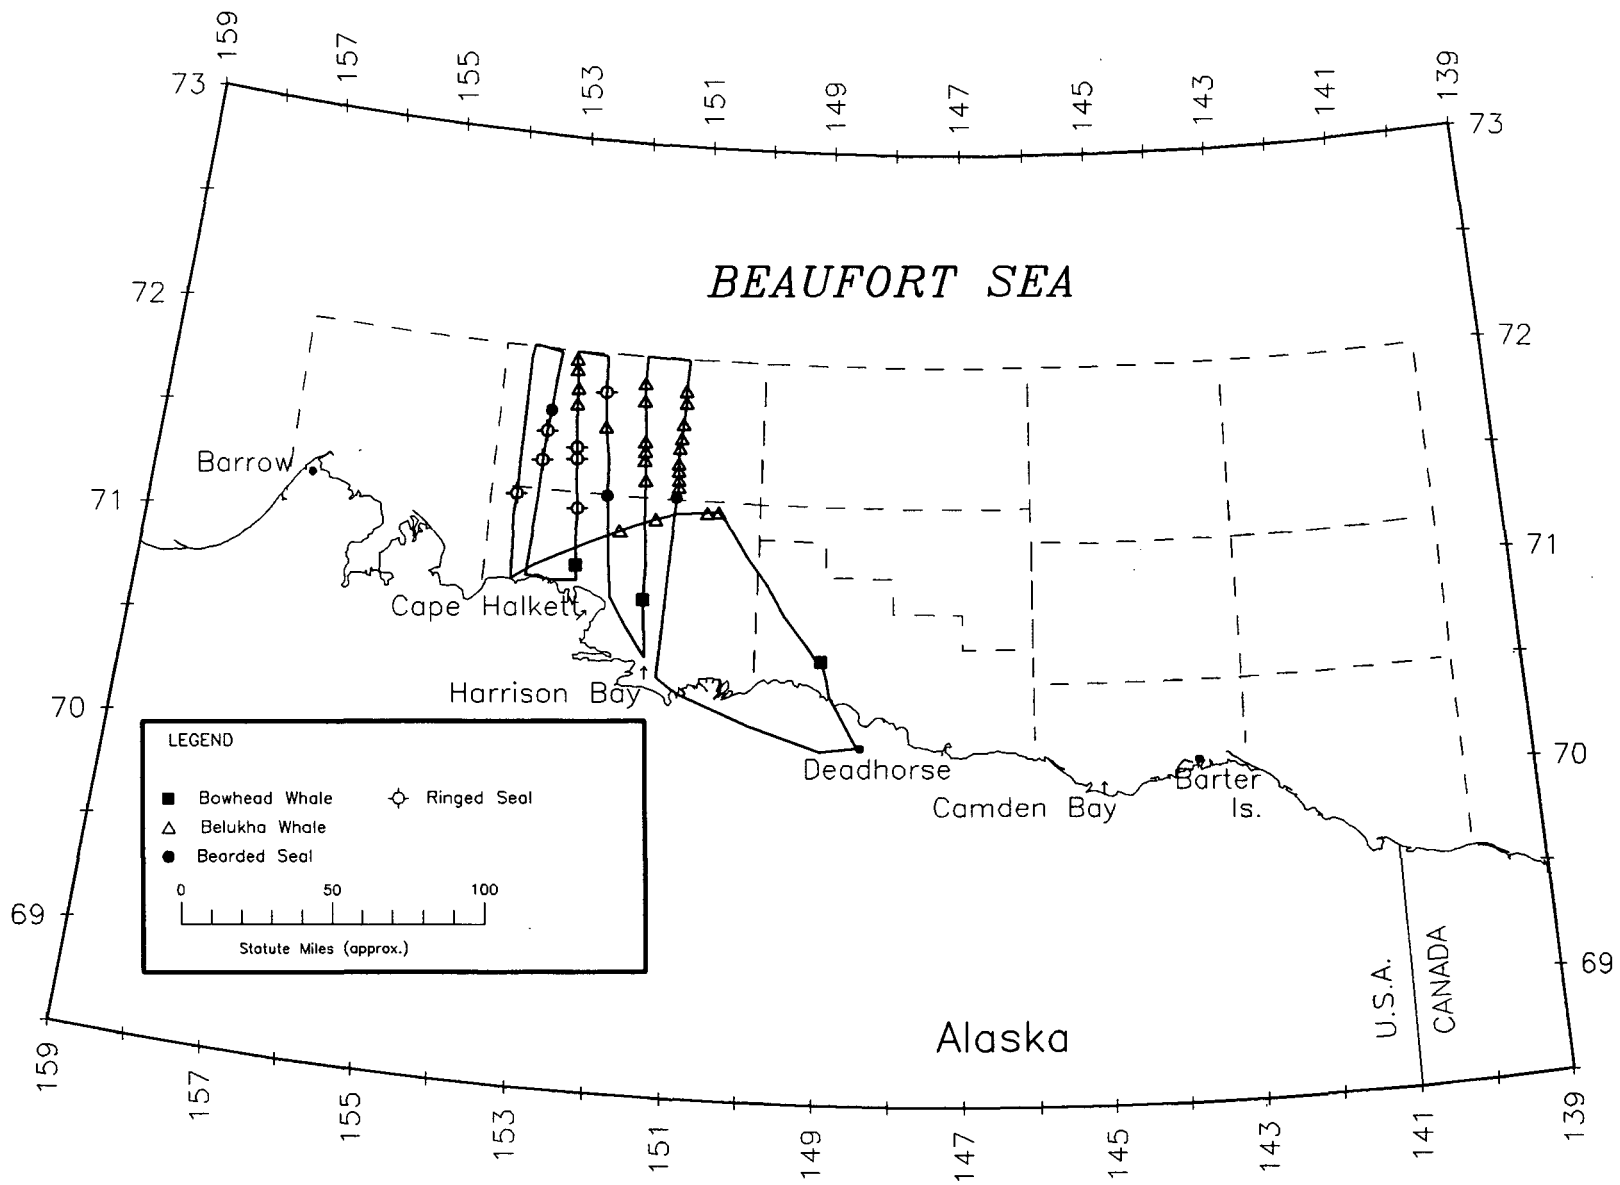 159
157
155
153
151
149
147
145
143
141
139
73
73
72
72
71
71
70
70
69
69
BEAUFORT SEA
Barrow
Cape Halkett
Harrison Bay
Deadhorse
Camden Bay
Barter
Is.
LEGEND
Bowhead Whale
Ringed Seal
Belukha Whale
Bearded Seal
0 50 100
Statute Miles (approx.)
Alaska
U.S.A.
CANADA
159
157
155
153
151
149
147
145
143
141
139